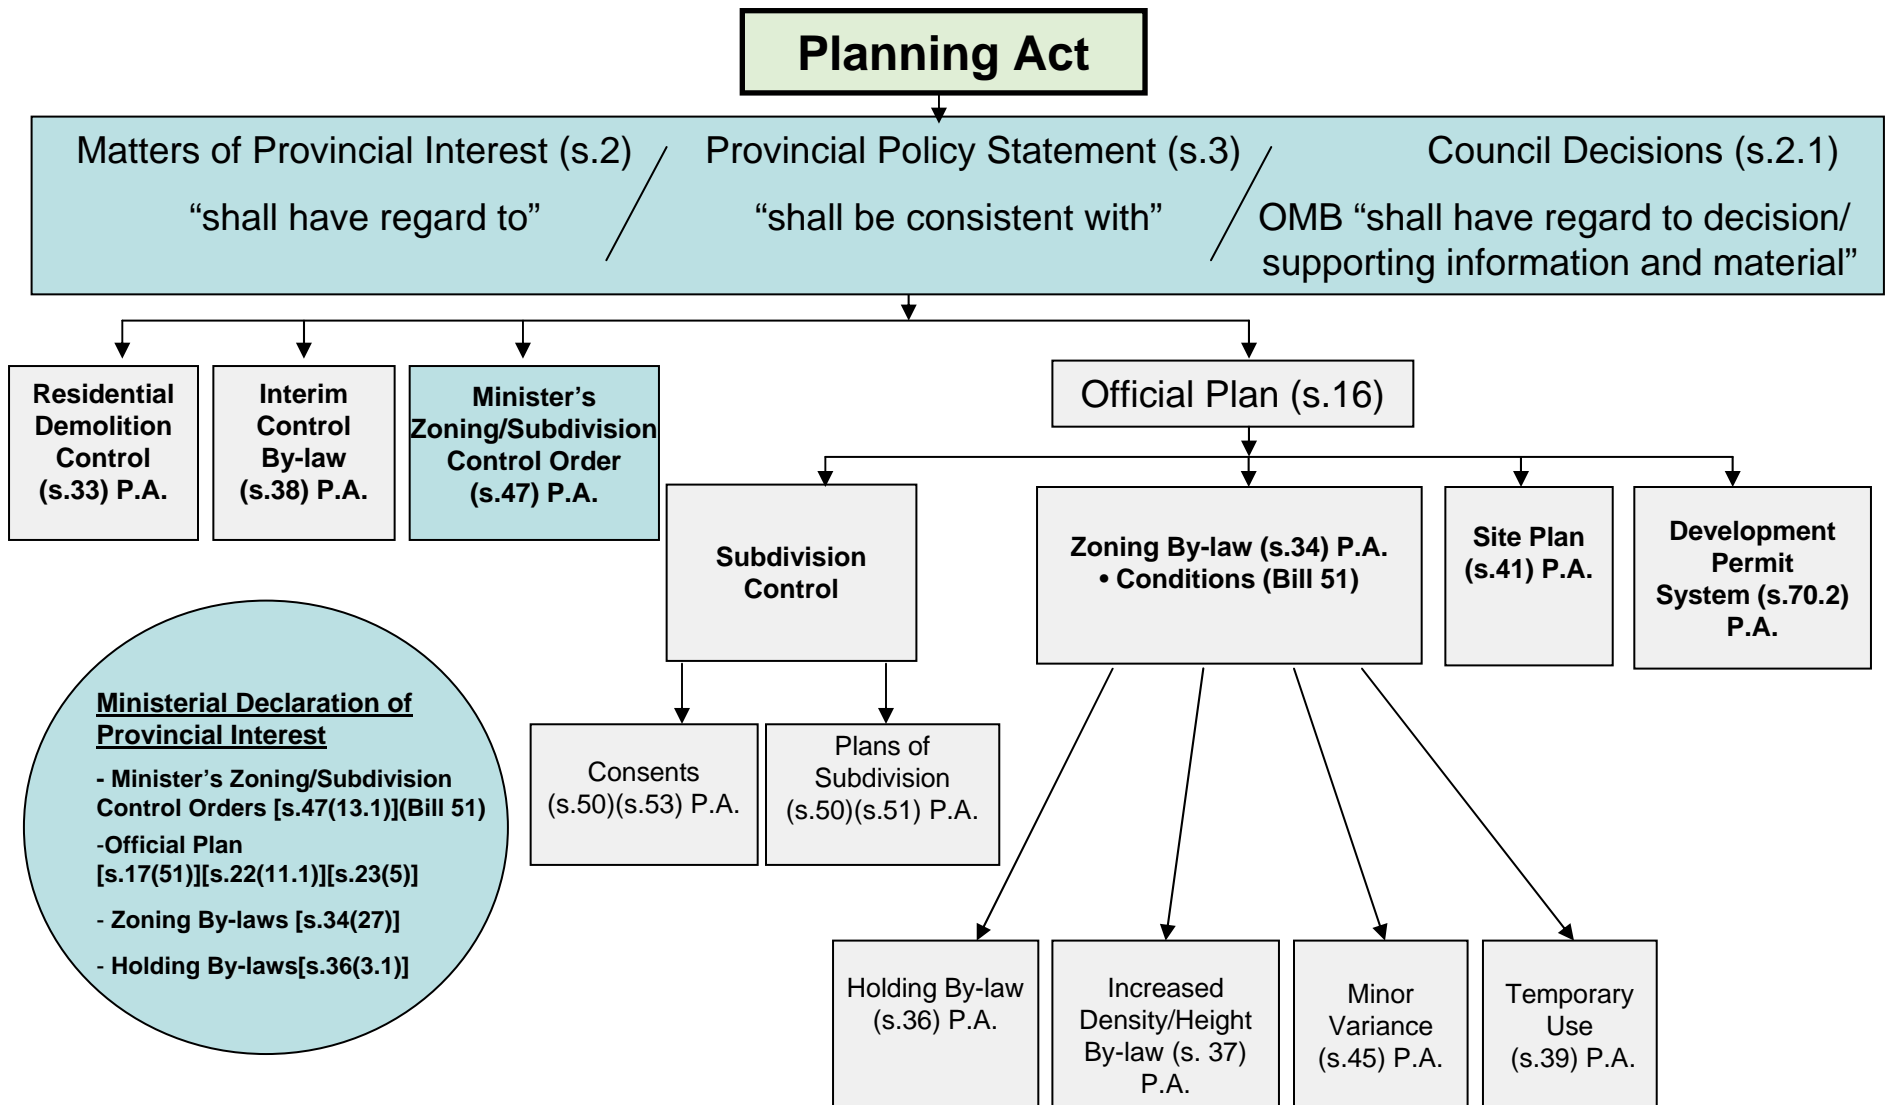 Planning Act
Matters of Provincial Interest (s.2)
“shall have regard to”
Provincial Policy Statement (s.3)
“shall be consistent with”
Council Decisions (s.2.1)
OMB “shall have regard to decision/
supporting information and material”
Residential
Demolition
Control
(s.33) P.A.
Interim
Control
By-law
(s.38) P.A.
Minister’s
Zoning/Subdivision
Control Order
(s.47) P.A.
Official Plan (s.16)
Subdivision
Control
Zoning By-law (s.34) P.A.
• Conditions (Bill 51)
Site Plan
(s.41) P.A.
Development
Permit
System (s.70.2)
P.A.
Ministerial Declaration of
Provincial Interest
- Minister’s Zoning/Subdivision
Control Orders [s.47(13.1)](Bill 51)
-Official Plan
[s.17(51)][s.22(11.1)][s.23(5)]
- Zoning By-laws [s.34(27)]
- Holding By-laws[s.36(3.1)]
Consents
(s.50)(s.53) P.A.
Plans of
Subdivision
(s.50)(s.51) P.A.
Holding By-law
(s.36) P.A.
Increased
Density/Height
By-law (s. 37)
P.A.
Minor
Variance
(s.45) P.A.
Temporary
Use
(s.39) P.A.